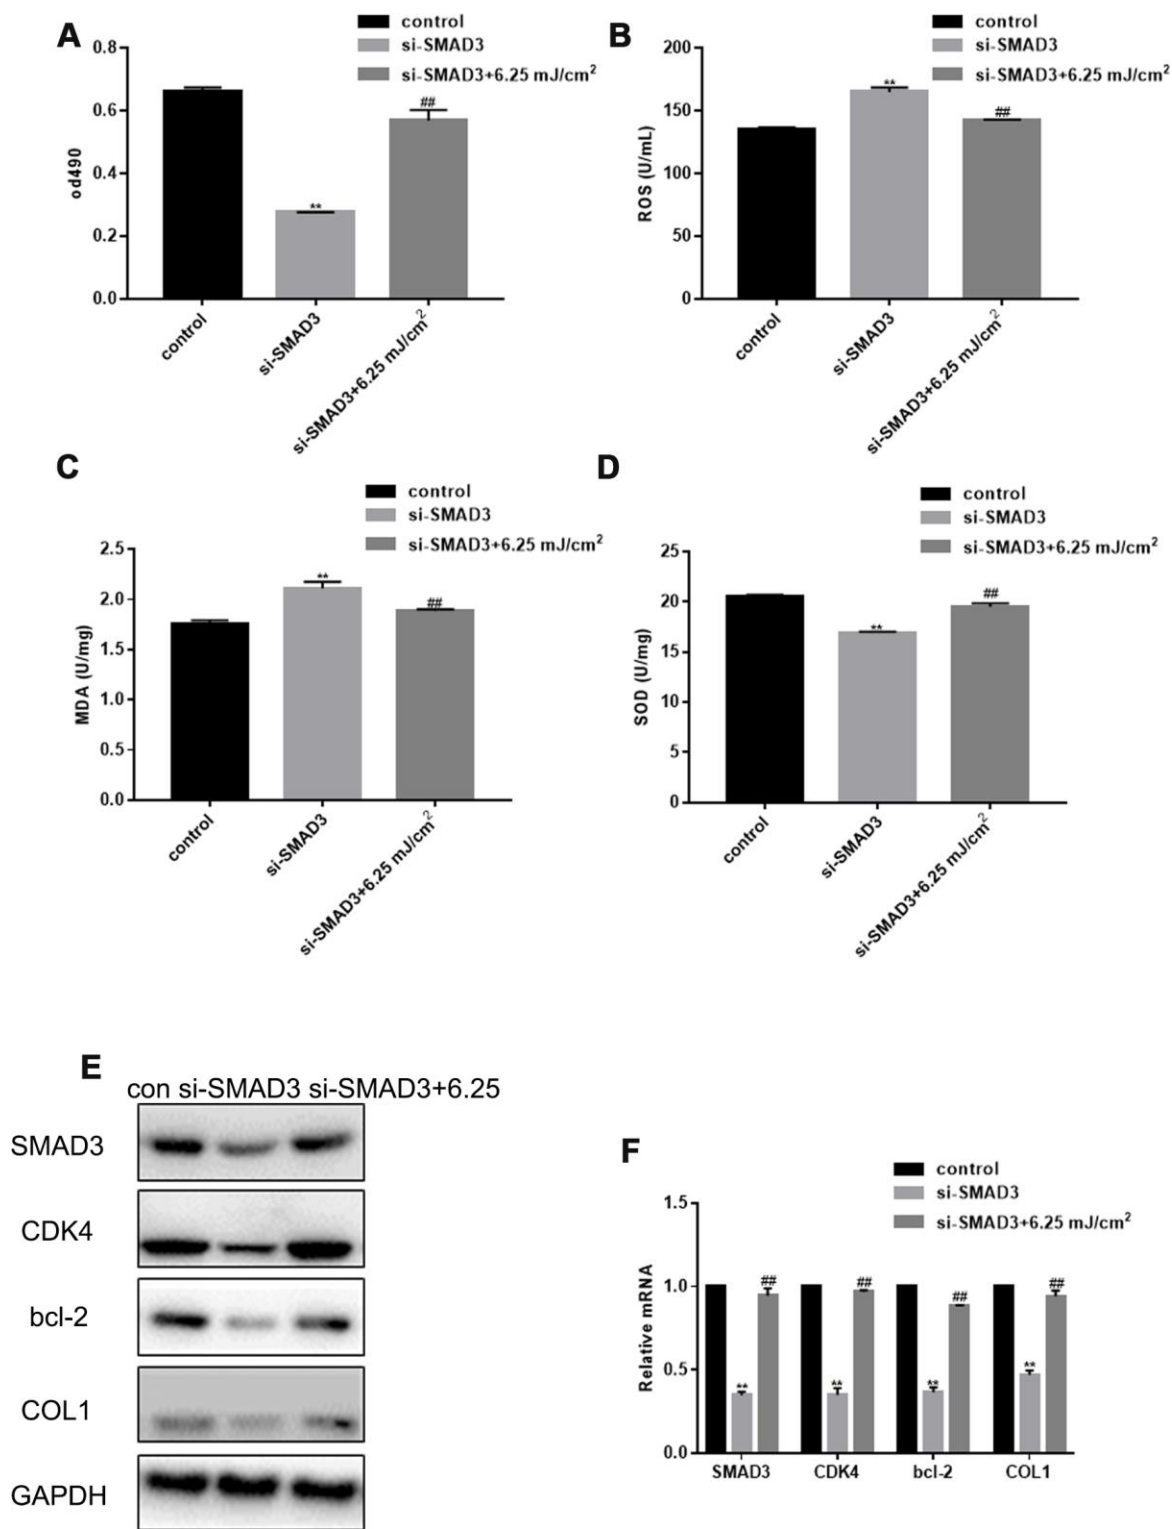 A
control
si-SMAD3
si-SMAD3+6.25 mJ/cm²
0.8
0.6
0.4
0.2
0.0
od490
**
##
control
si-SMAD3
si-SMAD3+6.25 mJ/cm²
B
control
si-SMAD3
si-SMAD3+6.25 mJ/cm²
200
150
100
50
0
ROS (U/mL)
**
##
control
si-SMAD3
si-SMAD3+6.25 mJ/cm²
C
control
si-SMAD3
si-SMAD3+6.25 mJ/cm²
2.5
2.0
1.5
1.0
0.5
0.0
MDA (U/mg)
**
##
control
si-SMAD3
si-SMAD3+6.25 mJ/cm²
D
control
si-SMAD3
si-SMAD3+6.25 mJ/cm²
25
20
15
10
5
0
SOD (U/mg)
**
##
control
si-SMAD3
si-SMAD3+6.25 mJ/cm²
E
con si-SMAD3 si-SMAD3+6.25
SMAD3
CDK4
bcl-2
COL1
GAPDH
F
control
si-SMAD3
si-SMAD3+6.25 mJ/cm²
1.5
1.0
0.5
0.0
Relative mRNA
** ## ** ## ** ## ** ##
SMAD3 CDK4 bcl-2 COL1